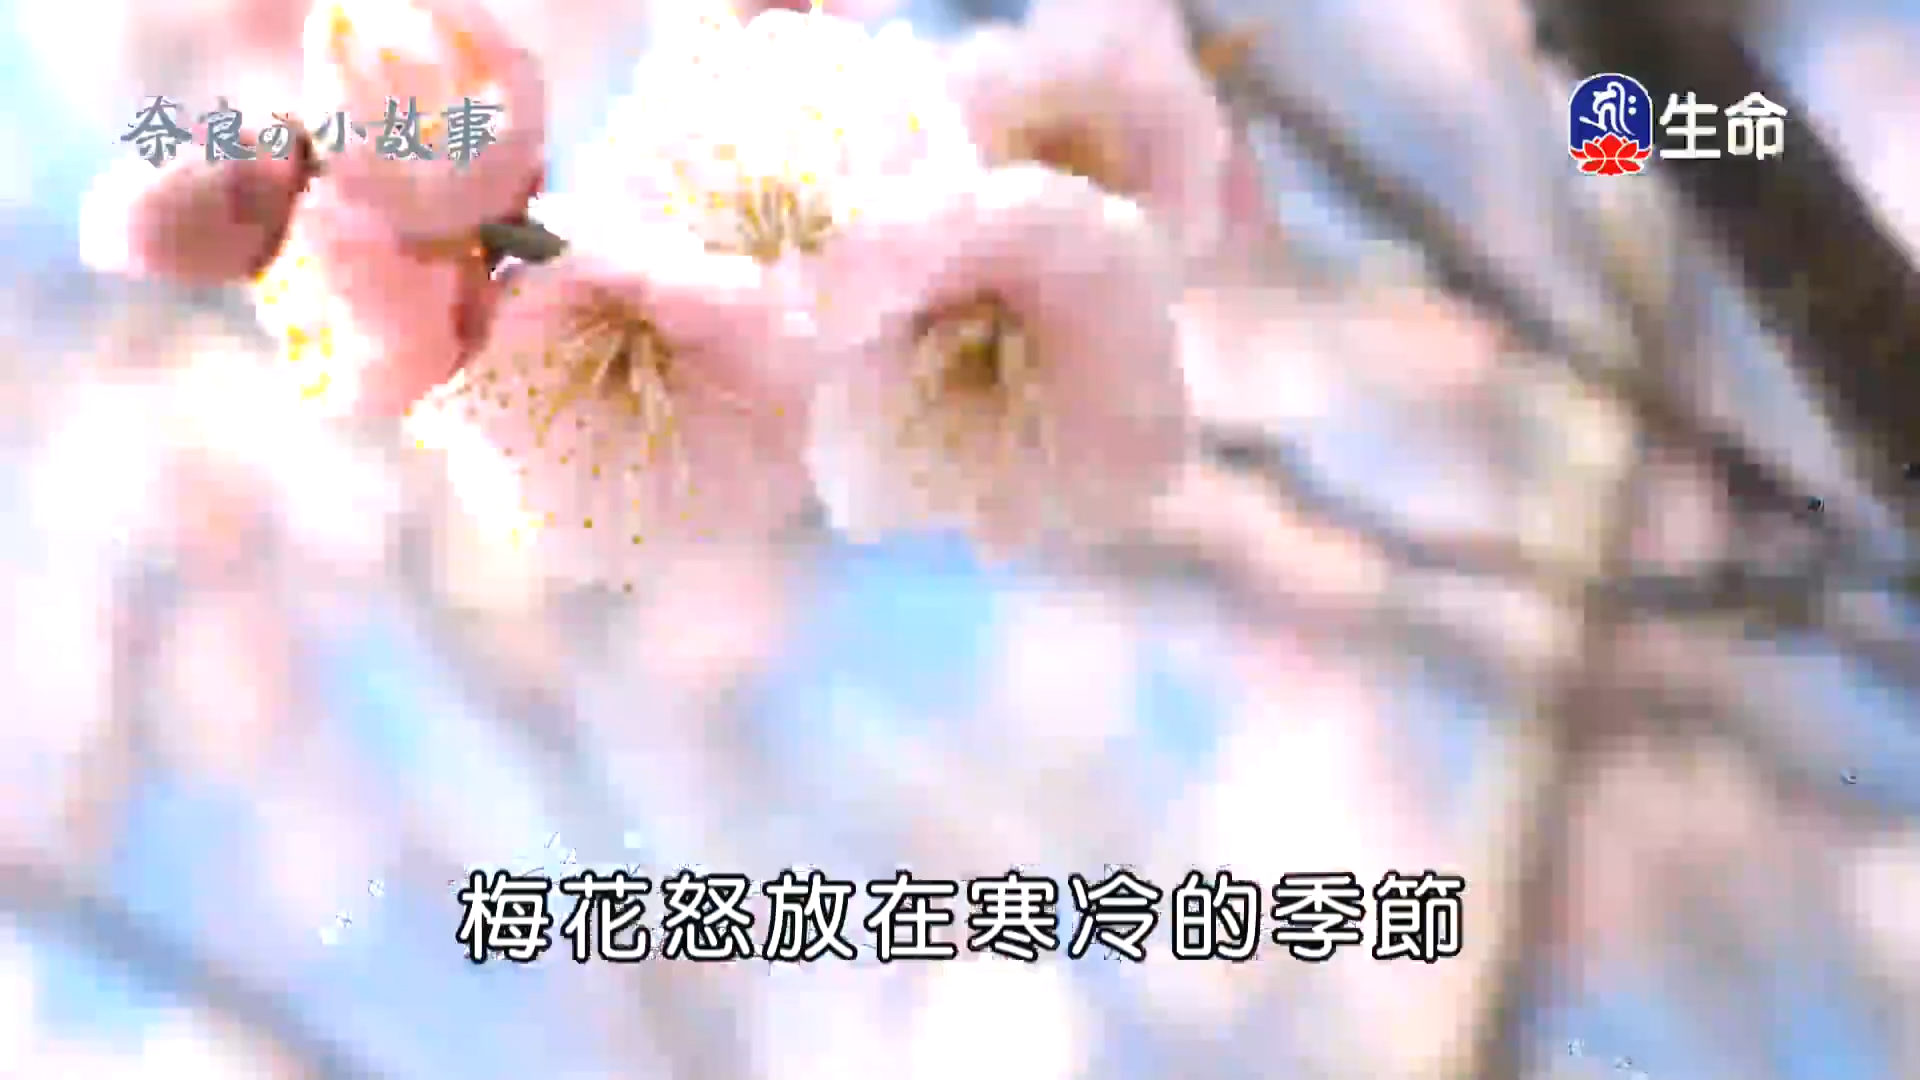 奈良の小故事
生命
梅花怒放在寒冷的季節